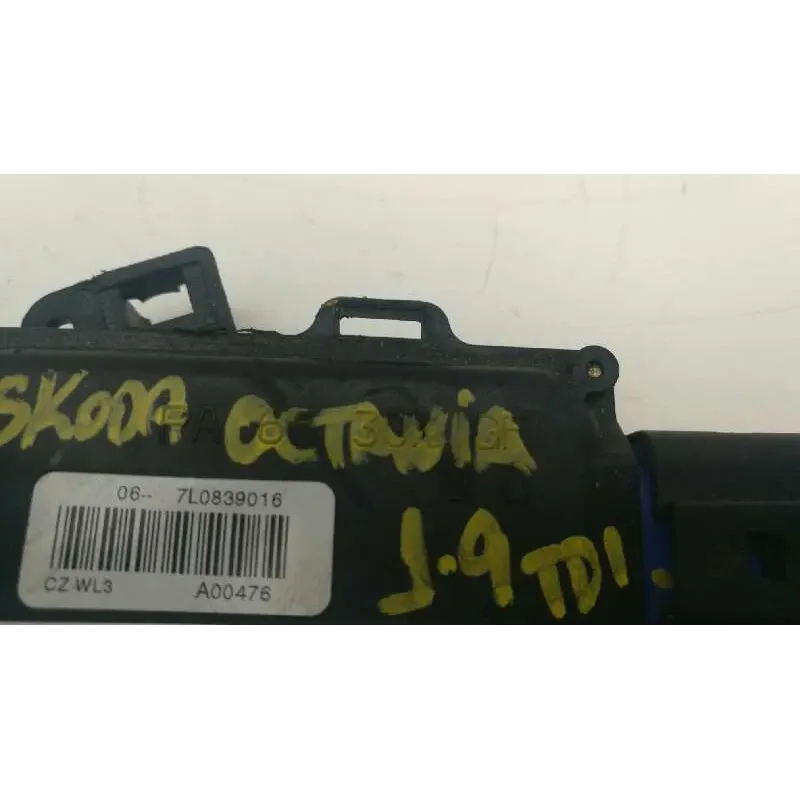 SKODA OCTAVIA
06-- 7L0839016
1.9 TDI.
CZ-WL3 A00476